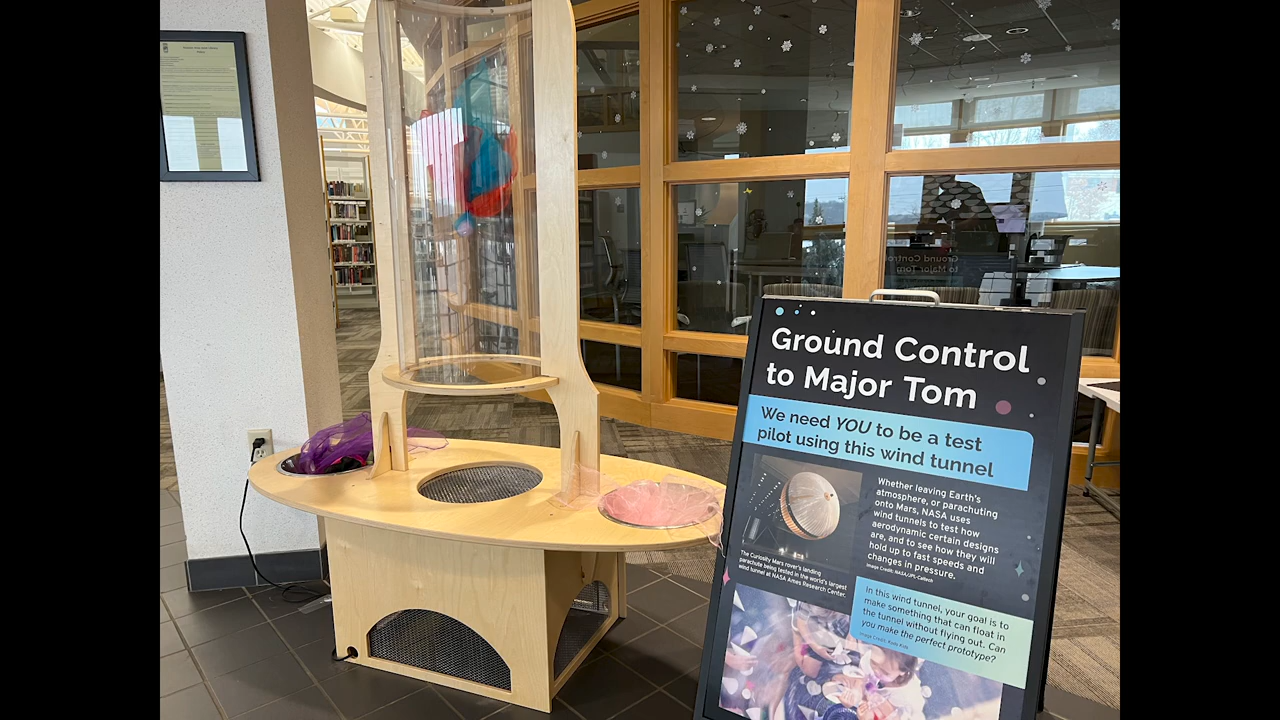 Ground Control
to Major Tom
We need YOU to be a test
pilot using this wind tunnel
Whether leaving Earth's
atmosphere, or parachuting
onto Mars, NASA uses
wind tunnels to test how
aerodynamic certain designs
are, and to see how they will
hold up to fast speeds and
changes in pressure.
Image Credit: NASA/JPL-Caltech
The Curiosity Mars rover's landing
parachute being tested in the world's largest
wind tunnel at NASA Ames Research Center.
In this wind tunnel, your goal is to
make something that can float in
the tunnel without flying out. Can
you make the perfect prototype?